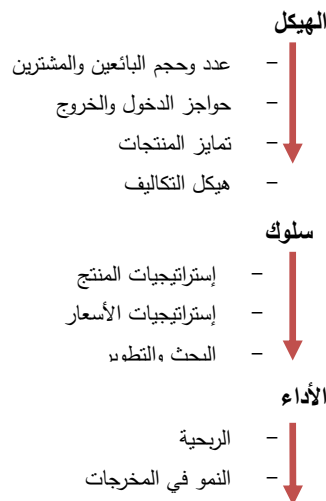 الهيكل
- عدد وحجم البائعين والمشترين
- حواجز الدخول والخروج
- تمايز المنتجات
- هيكل التكاليف
سلوك
- إستراتيجيات المنتج
- إستراتيجيات الأسعار
- البحث والتطوير
الأداء
- الربحية
- النمو في المخرجات